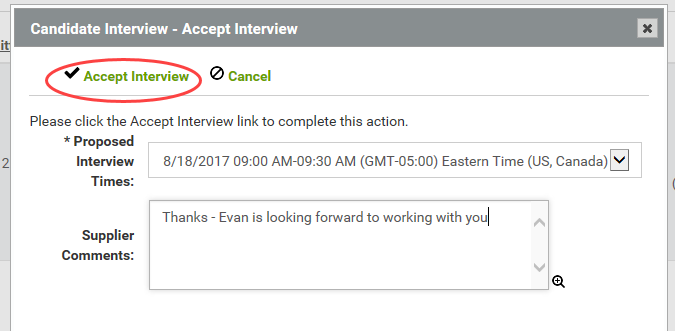 Candidate Interview - Accept Interview
Accept Interview Cancel
Please click the Accept Interview link to complete this action.
* Proposed
Interview
Times:
8/18/2017 09:00 AM-09:30 AM (GMT-05:00) Eastern Time (US, Canada)
Thanks - Evan is looking forward to working with you
Supplier
Comments:
2